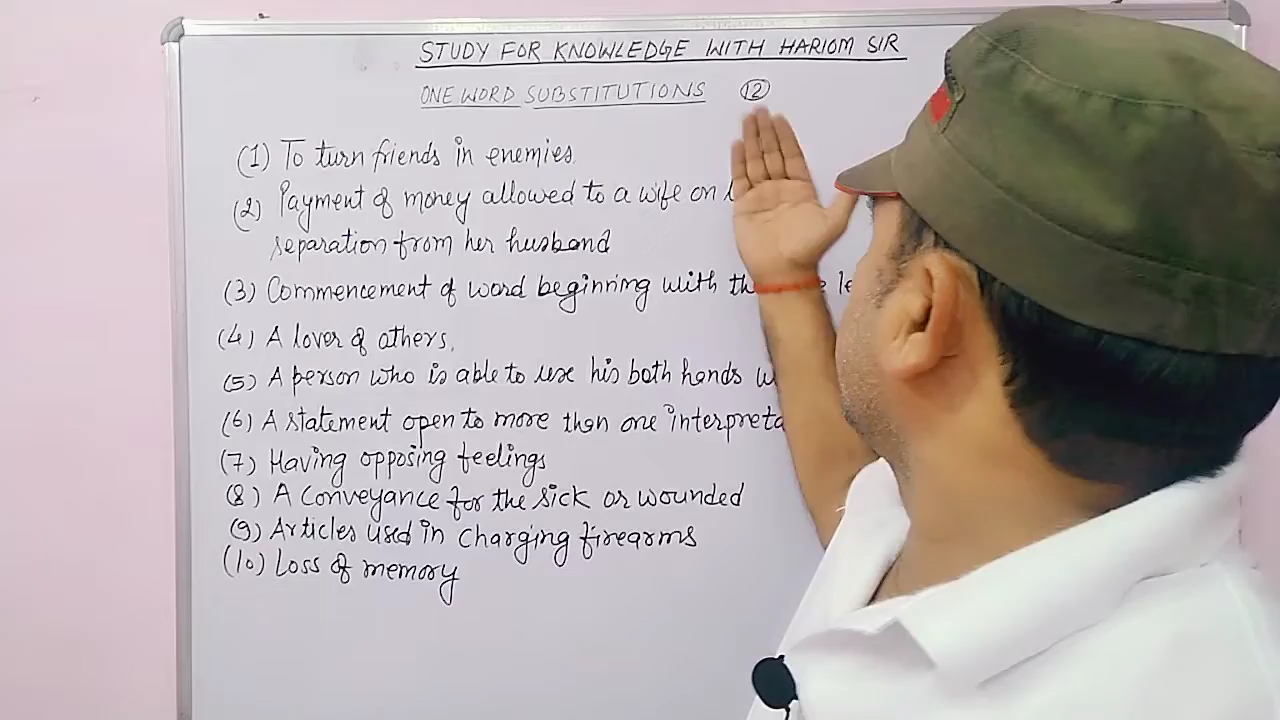 STUDY FOR KNOWLEDGE WITH HARIOM SIR
ONE WORD SUBSTITUTIONS 12
(1) To turn friends in enemies.
(2) Payment of money allowed to a wife on
separation from her husband
(3) Commencement of word beginning with
(4) A lover of others.
(5) A person who is able to use his both hands
(6) A statement open to more than one
(7) Having opposing feelings
(8) A Conveyance for the sick or wounded
(9) Articles used in charging firearms
(10) Loss of memory